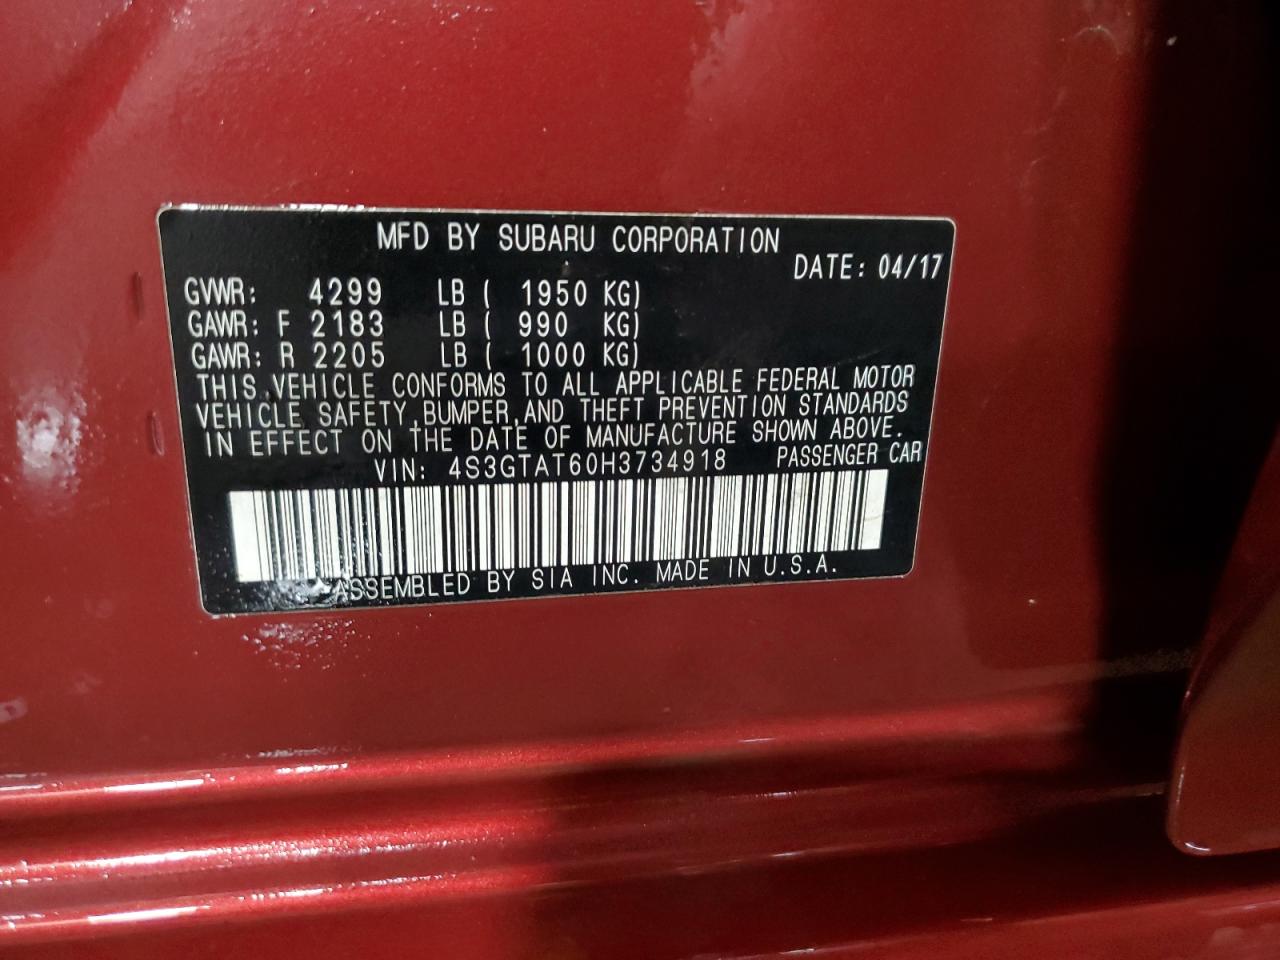 MFD BY SUBARU CORPORATION
DATE: 04/17
GVWR: 4299 LB ( 1950 KG)
GAWR: F 2183 LB ( 990 KG)
GAWR: R 2205 LB ( 1000 KG)
THIS VEHICLE CONFORMS TO ALL APPLICABLE FEDERAL MOTOR
VEHICLE SAFETY,BUMPER,AND THEFT PREVENTION STANDARDS
IN EFFECT ON THE DATE OF MANUFACTURE SHOWN ABOVE.
VIN: 4S3GTAT60H3734918 PASSENGER CAR
ASSEMBLED BY SIA INC. MADE IN U.S.A.